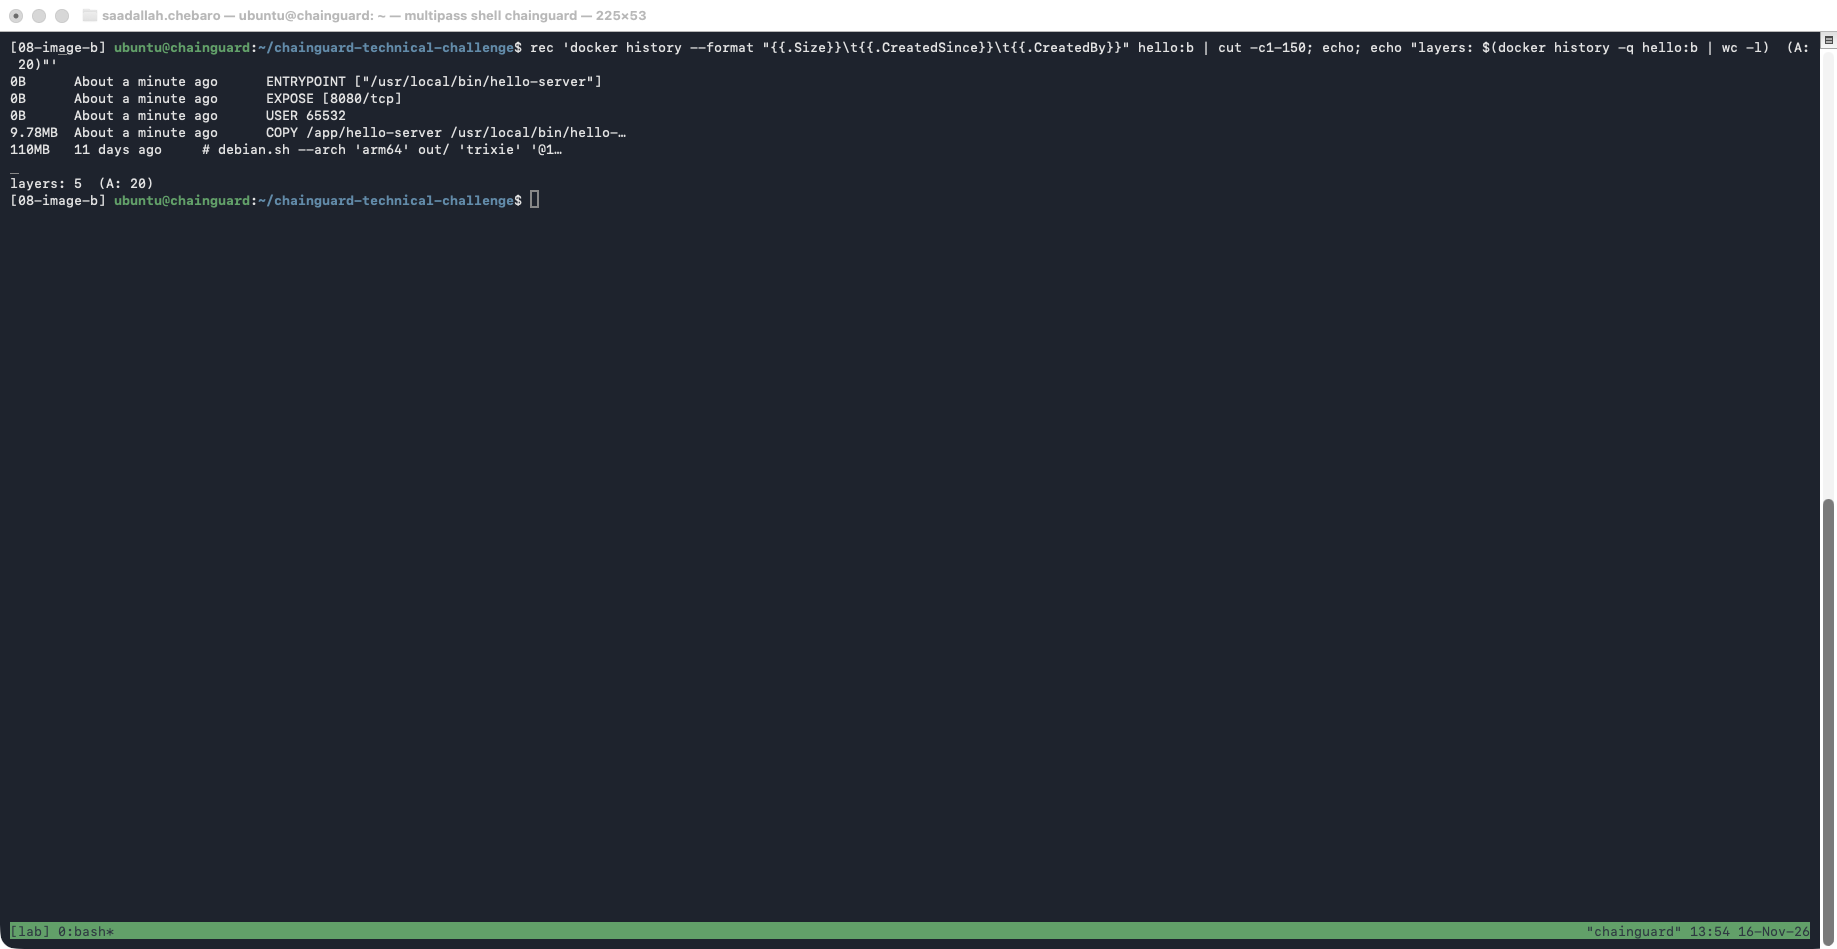 saadallah.chebaro — ubuntu@chainguard: ~ — multipass shell chainguard — 225×53
[08-image-b] ubuntu@chainguard:~/chainguard-technical-challenge$ rec 'docker history --format "{{.Size}}\t{{.CreatedSince}}\t{{.CreatedBy}}" hello:b | cut -c1-150; echo; echo "layers: $(docker history -q hello:b | wc -l)  (A:
 20)"'
0B      About a minute ago      ENTRYPOINT ["/usr/local/bin/hello-server"]
0B      About a minute ago      EXPOSE [8080/tcp]
0B      About a minute ago      USER 65532
9.78MB  About a minute ago      COPY /app/hello-server /usr/local/bin/hello-…
110MB   11 days ago     # debian.sh --arch 'arm64' out/ 'trixie' '@1…
_
layers: 5  (A: 20)
[08-image-b] ubuntu@chainguard:~/chainguard-technical-challenge$
[lab] 0:bash* "chainguard" 13:54 16-Nov-26